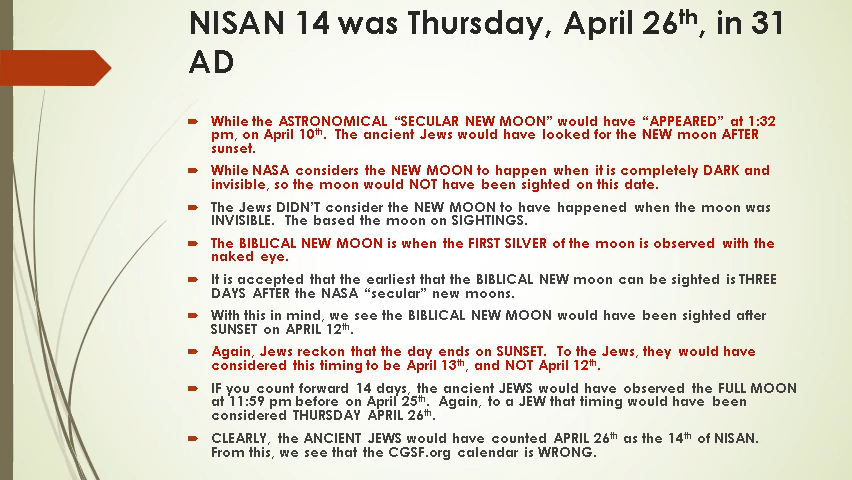 NISAN 14 was Thursday, April 26th, in 31
AD
While the ASTRONOMICAL “SECULAR NEW MOON” would have “APPEARED” at 1:32
pm, on April 10th. The ancient Jews would have looked for the NEW moon AFTER
sunset.
While NASA considers the NEW MOON to happen when it is completely DARK and
invisible, so the moon would NOT have been sighted on this date.
The Jews DIDN’T consider the NEW MOON to have happened when the moon was
INVISIBLE. The based the moon on SIGHTINGS.
The BIBLICAL NEW MOON is when the FIRST SILVER of the moon is observed with the
naked eye.
It is accepted that the earliest that the BIBLICAL NEW moon can be sighted is THREE
DAYS AFTER the NASA “secular” new moons.
With this in mind, we see the BIBLICAL NEW MOON would have been sighted after
SUNSET on APRIL 12th.
Again, Jews reckon that the day ends on SUNSET. To the Jews, they would have
considered this timing to be April 13th, and NOT April 12th.
IF you count forward 14 days, the ancient JEWS would have observed the FULL MOON
at 11:59 pm before on April 25th. Again, to a JEW that timing would have been
considered THURSDAY APRIL 26th.
CLEARLY, the ANCIENT JEWS would have counted APRIL 26th as the 14th of NISAN.
From this, we see that the CGSF.org calendar is WRONG.